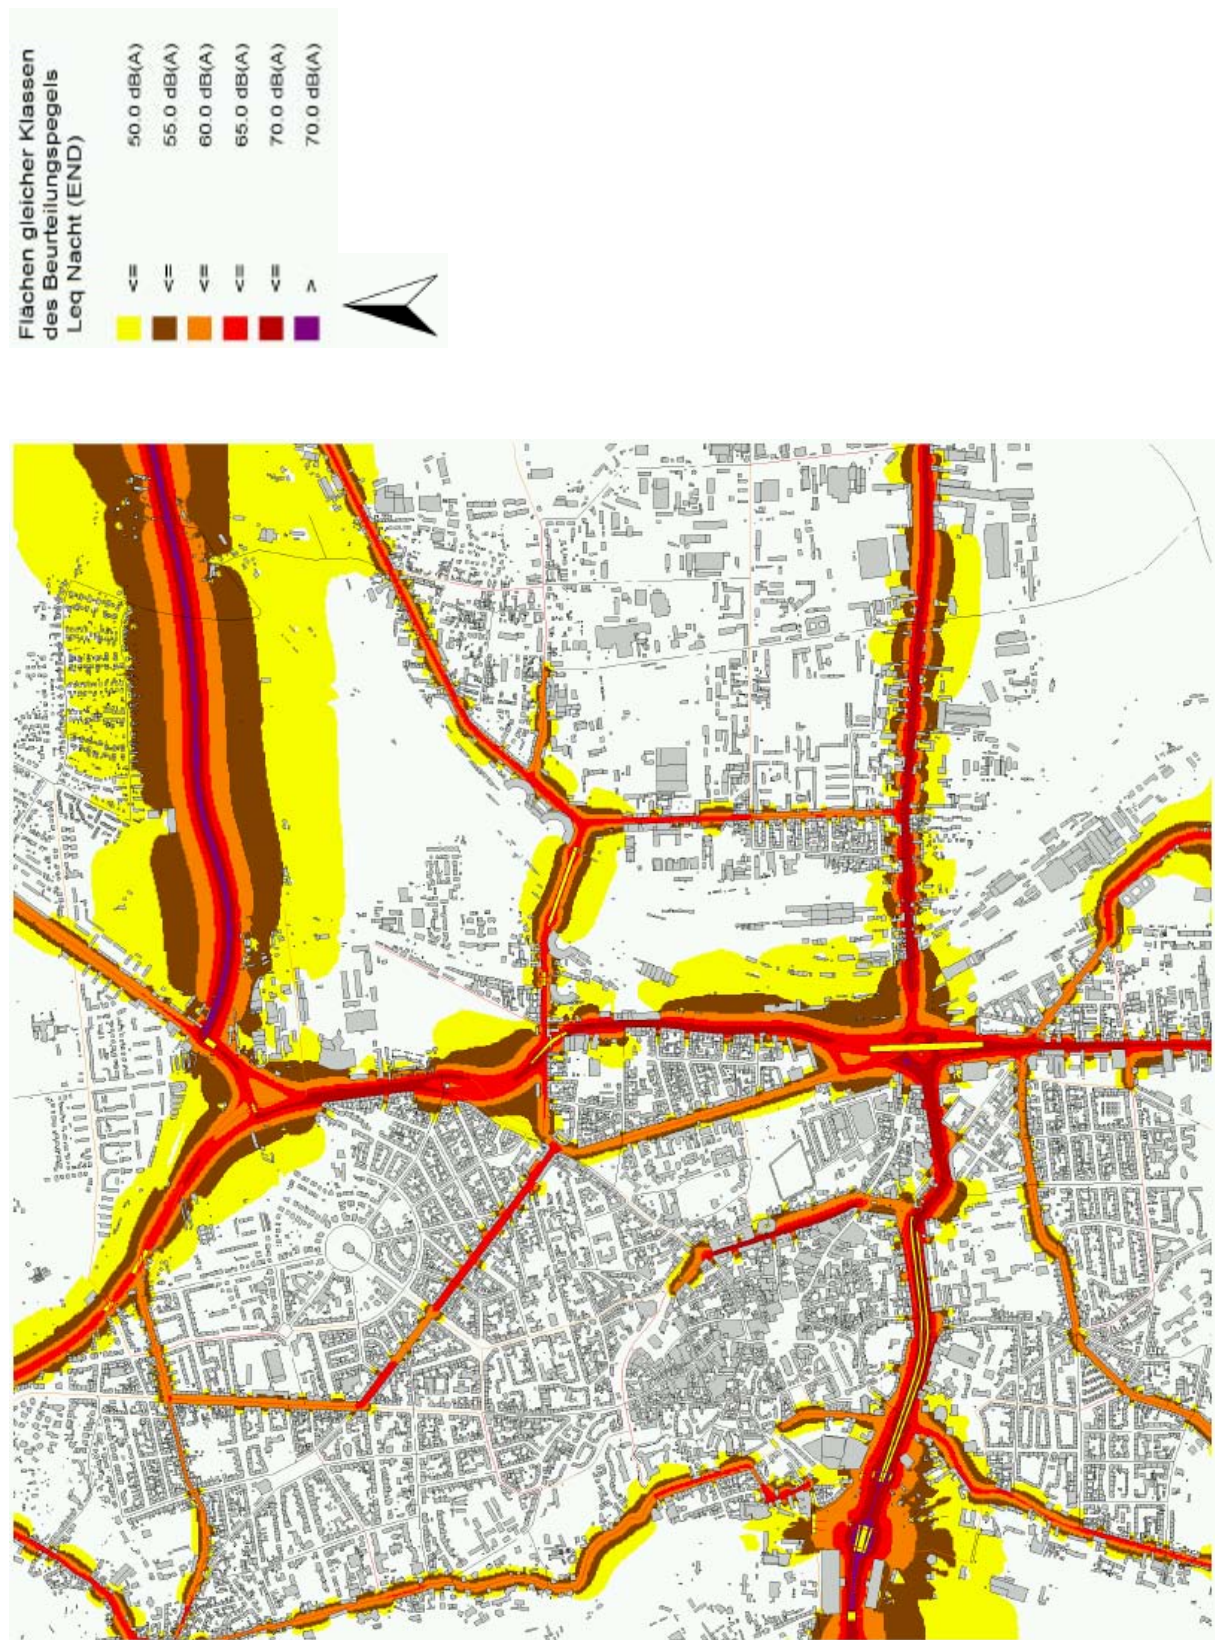 Flächen gleicher Klassen
des Beurteilungspegels
Leq Nacht (END)
<= 50.0 dB(A)
<= 55.0 dB(A)
<= 60.0 dB(A)
<= 65.0 dB(A)
<= 70.0 dB(A)
> 70.0 dB(A)